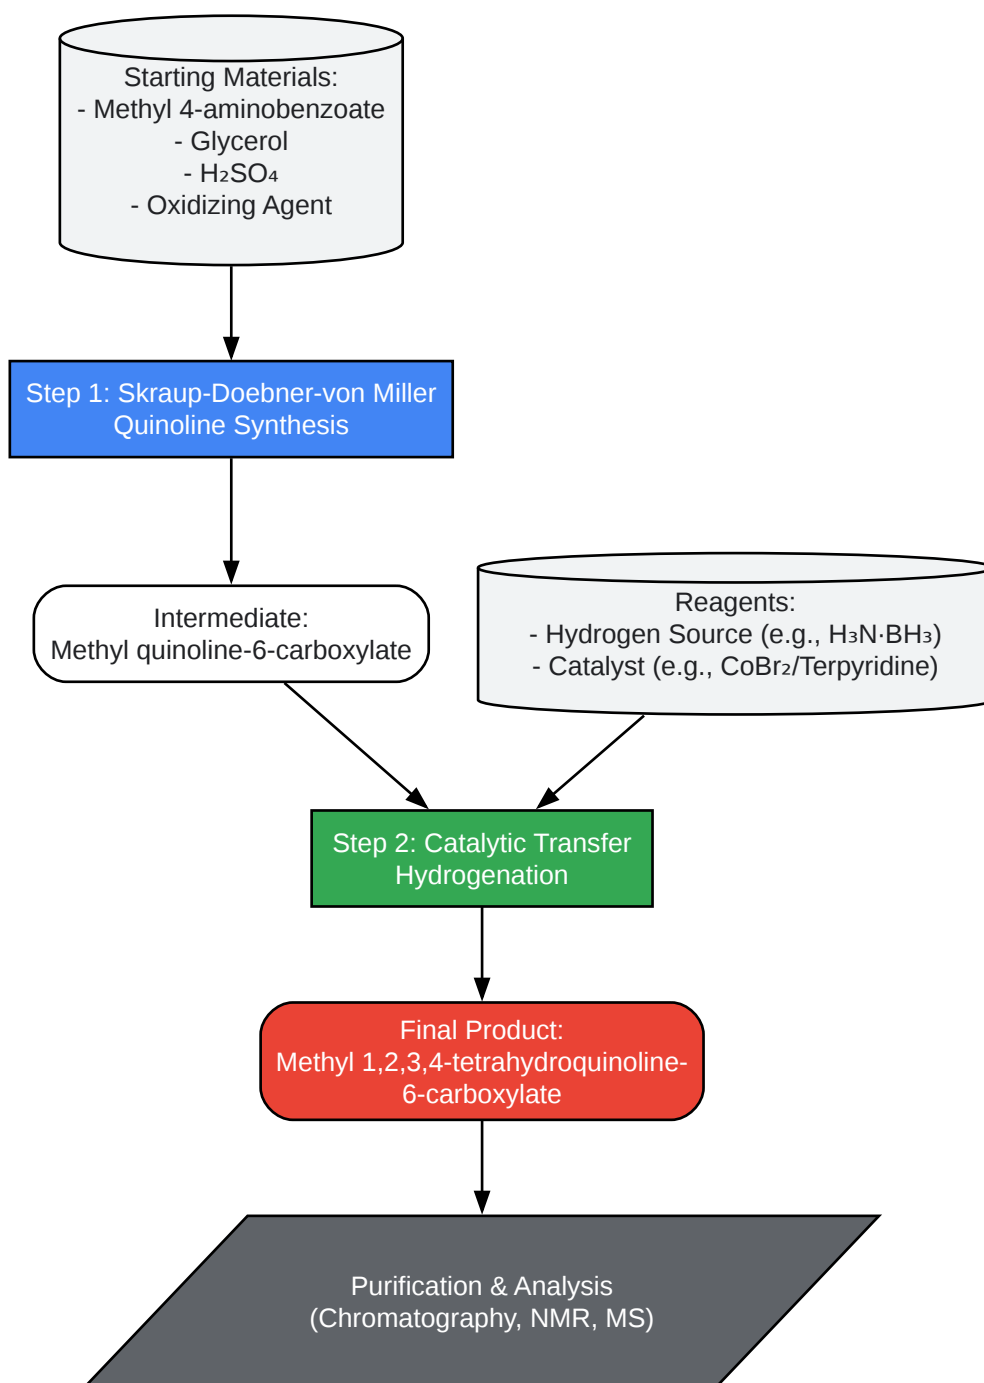 Starting Materials:
- Methyl 4-aminobenzoate
- Glycerol
- H₂SO₄
- Oxidizing Agent
Step 1: Skraup-Doebner-von Miller
Quinoline Synthesis
Intermediate:
Methyl quinoline-6-carboxylate
Reagents:
- Hydrogen Source (e.g., H₃N·BH₃)
- Catalyst (e.g., CoBr₂/Terpyridine)
Step 2: Catalytic Transfer
Hydrogenation
Final Product:
Methyl 1,2,3,4-tetrahydroquinoline-
6-carboxylate
Purification & Analysis
(Chromatography, NMR, MS)